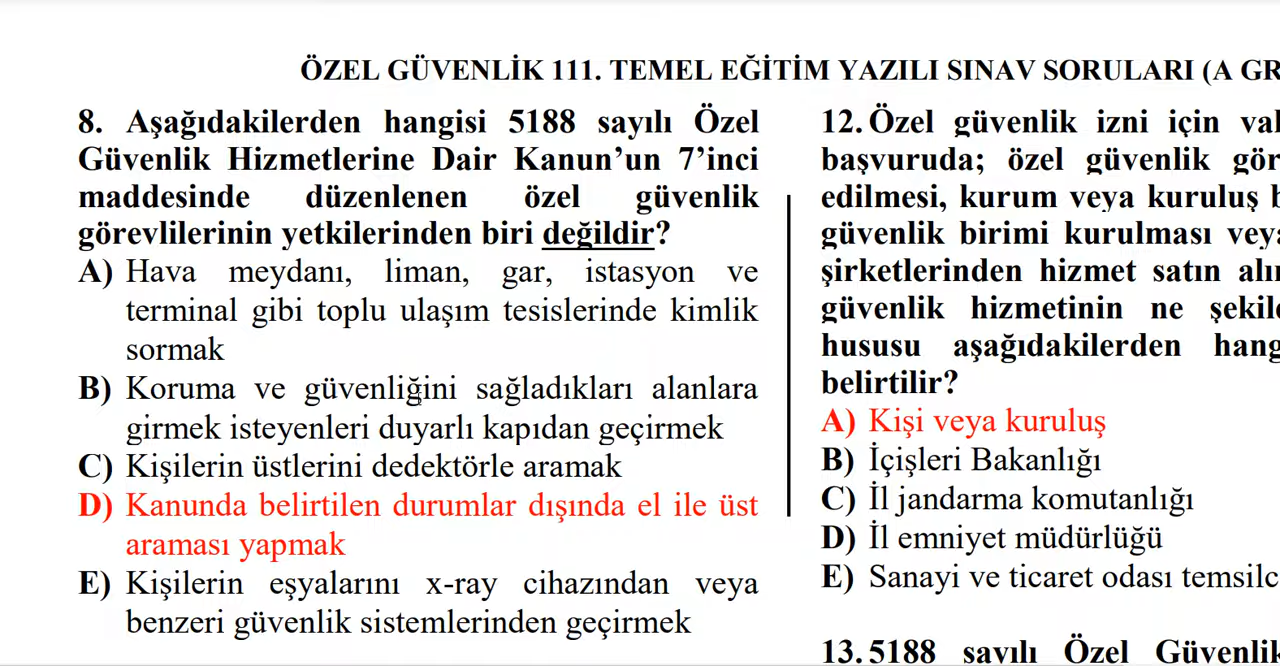 ÖZEL GÜVENLİK 111. TEMEL EĞİTİM YAZILI SINAV SORULARI (A GR
8. Aşağıdakilerden hangisi 5188 sayılı Özel
Güvenlik Hizmetlerine Dair Kanun’un 7’inci
maddesinde düzenlenen özel güvenlik
görevlilerinin yetkilerinden biri değildir?
A) Hava meydanı, liman, gar, istasyon ve
terminal gibi toplu ulaşım tesislerinde kimlik
sormak
B) Koruma ve güvenliğini sağladıkları alanlara
girmek isteyenleri duyarlı kapıdan geçirmek
C) Kişilerin üstlerini dedektörle aramak
D) Kanunda belirtilen durumlar dışında el ile üst
araması yapmak
E) Kişilerin eşyalarını x-ray cihazından veya
benzeri güvenlik sistemlerinden geçirmek
12. Özel güvenlik izni için
başvuruda; özel güvenlik gör
edilmesi, kurum veya kuruluş
güvenlik birimi kurulması
şirketlerinden hizmet satın
güvenlik hizmetinin ne
hususu aşağıdakilerden hang
belirtilir?
A) Kişi veya kuruluş
B) İçişleri Bakanlığı
C) İl jandarma komutanlığı
D) İl emniyet müdürlüğü
E) Sanayi ve ticaret odası temsilc
13. 5188 sayılı Özel Güvenlik